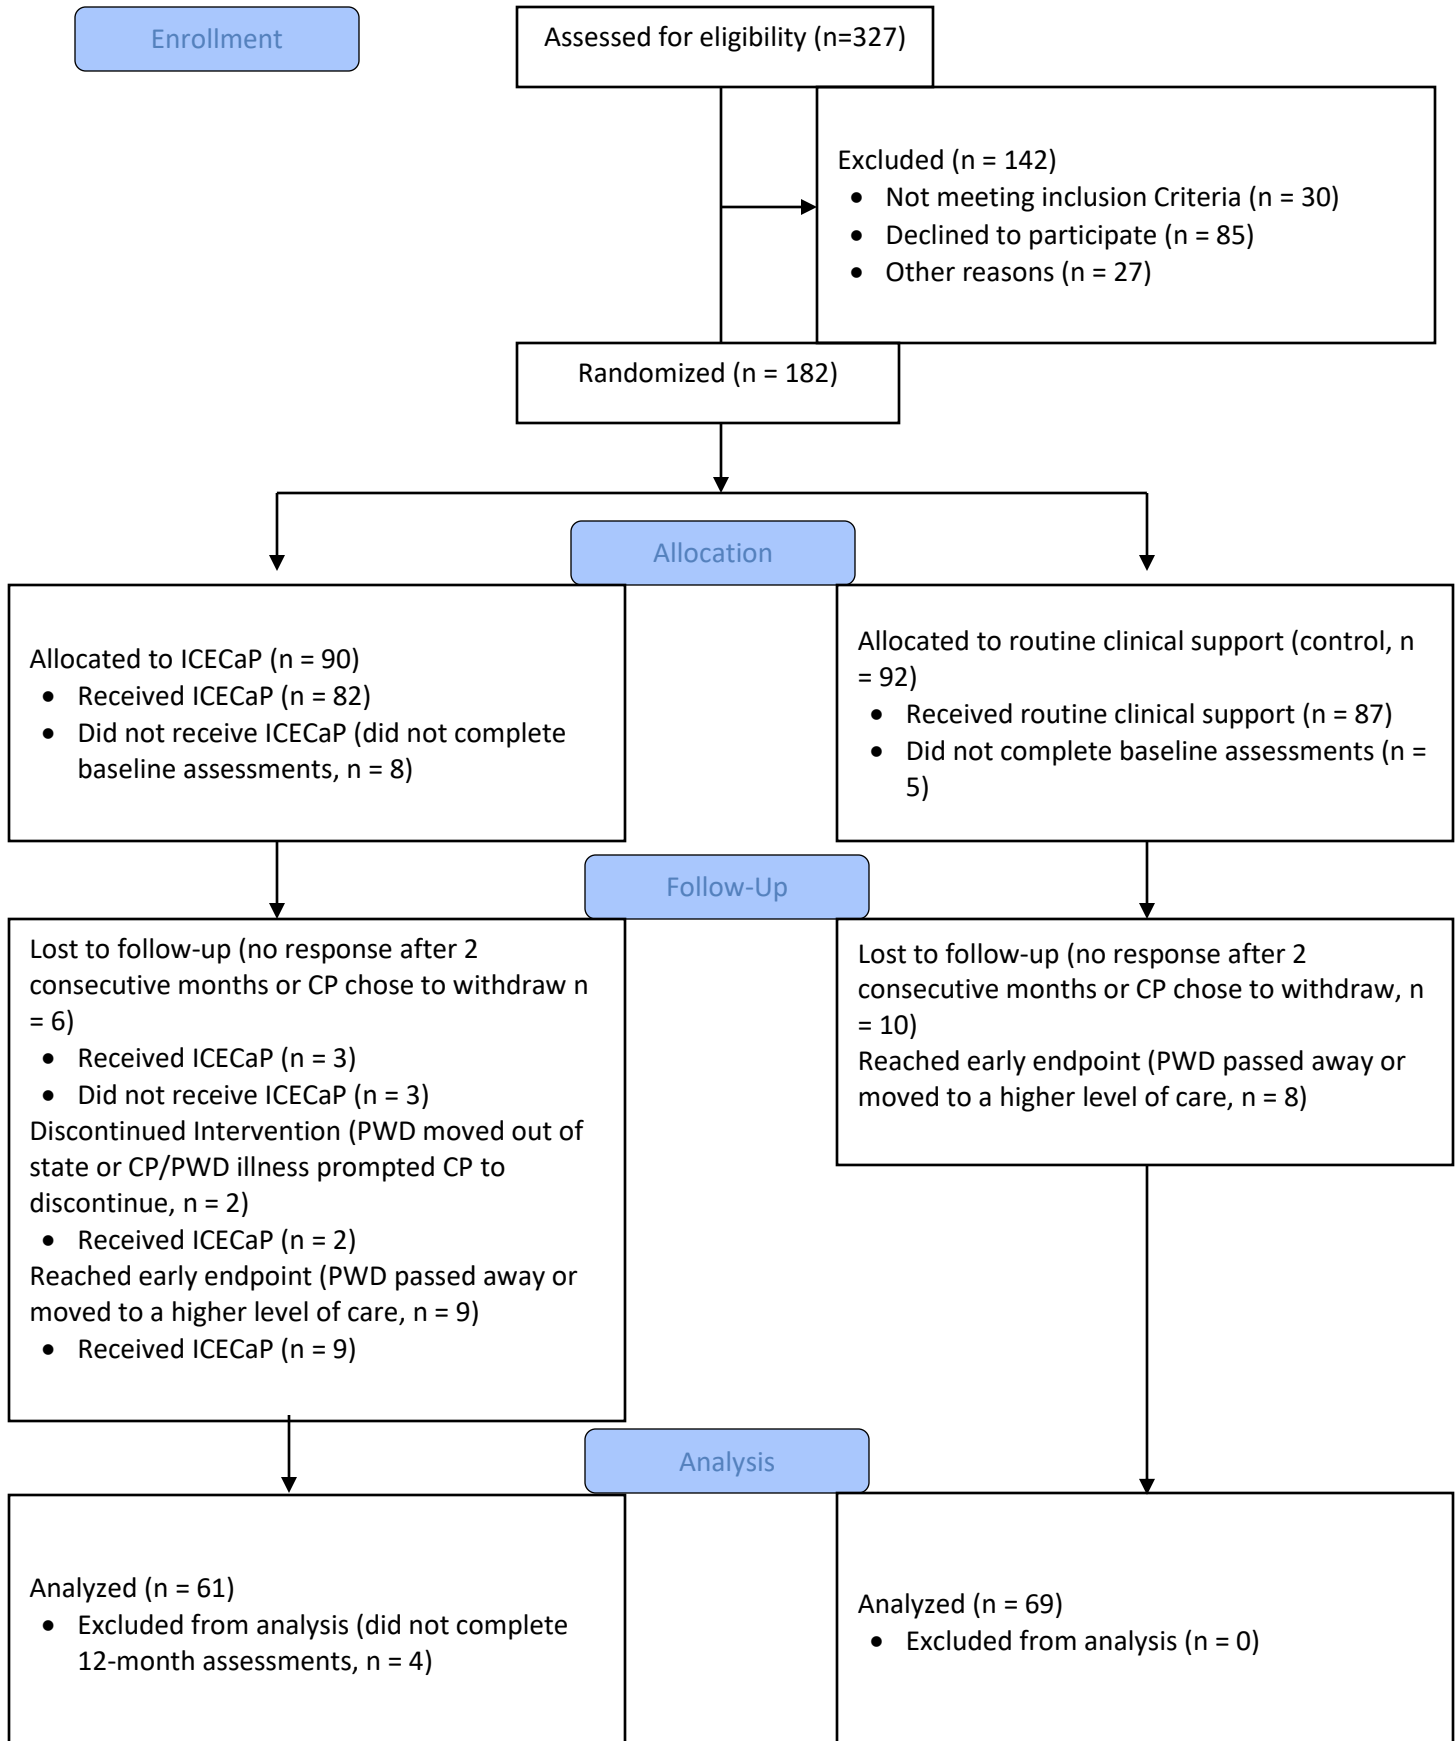 Enrollment
Assessed for eligibility (n=327)
Excluded (n = 142)
• Not meeting inclusion Criteria (n = 30)
• Declined to participate (n = 85)
• Other reasons (n = 27)
Randomized (n = 182)
Allocation
Allocated to ICECaP (n = 90)
• Received ICECaP (n = 82)
• Did not receive ICECaP (did not complete
baseline assessments, n = 8)
Allocated to routine clinical support (control, n
= 92)
• Received routine clinical support (n = 87)
• Did not complete baseline assessments (n =
5)
Follow-Up
Lost to follow-up (no response after 2
consecutive months or CP chose to withdraw n
= 6)
• Received ICECaP (n = 3)
• Did not receive ICECaP (n = 3)
Discontinued Intervention (PWD moved out of
state or CP/PWD illness prompted CP to
discontinue, n = 2)
• Received ICECaP (n = 2)
Reached early endpoint (PWD passed away or
moved to a higher level of care, n = 9)
• Received ICECaP (n = 9)
Lost to follow-up (no response after 2
consecutive months or CP chose to withdraw, n
= 10)
Reached early endpoint (PWD passed away or
moved to a higher level of care, n = 8)
Analysis
Analyzed (n = 61)
• Excluded from analysis (did not complete
12-month assessments, n = 4)
Analyzed (n = 69)
• Excluded from analysis (n = 0)